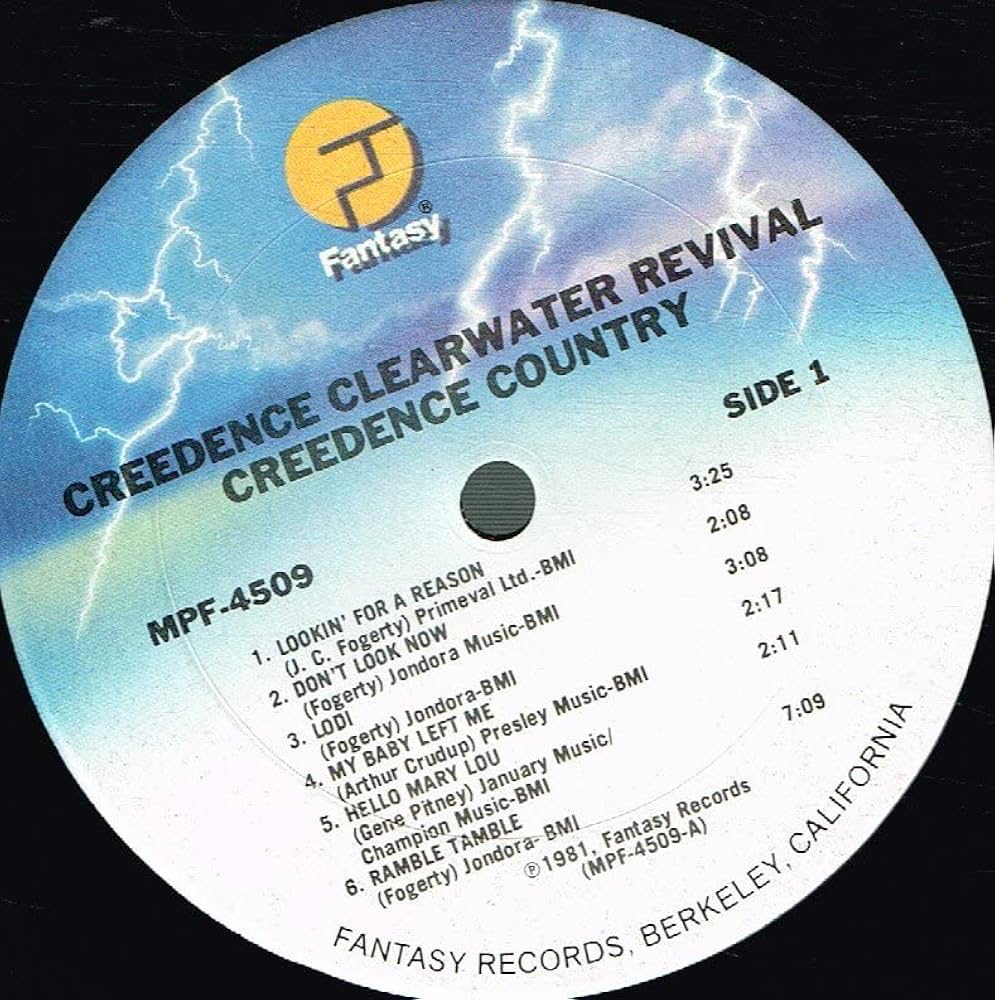 Fantasy®
CREEDENCE CLEARWATER REVIVAL
CREEDENCE COUNTRY
SIDE 1
MPF-4509
1. LOOKIN' FOR A REASON 3:25
(J. C. Fogerty) Primeval Ltd.-BMI
2. DON'T LOOK NOW 2:08
(Fogerty) Jondora Music-BMI
3. LODI 3:08
(Fogerty) Jondora-BMI
4. MY BABY LEFT ME 2:17
(Arthur Crudup) Presley Music-BMI
5. HELLO MARY LOU 2:11
(Gene Pitney) January Music/
Champion Music-BMI
6. RAMBLE TAMBLE 7:09
(Fogerty) Jondora- BMI
℗1981, Fantasy Records
(MPF-4509-A)
FANTASY RECORDS, BERKELEY, CALIFORNIA